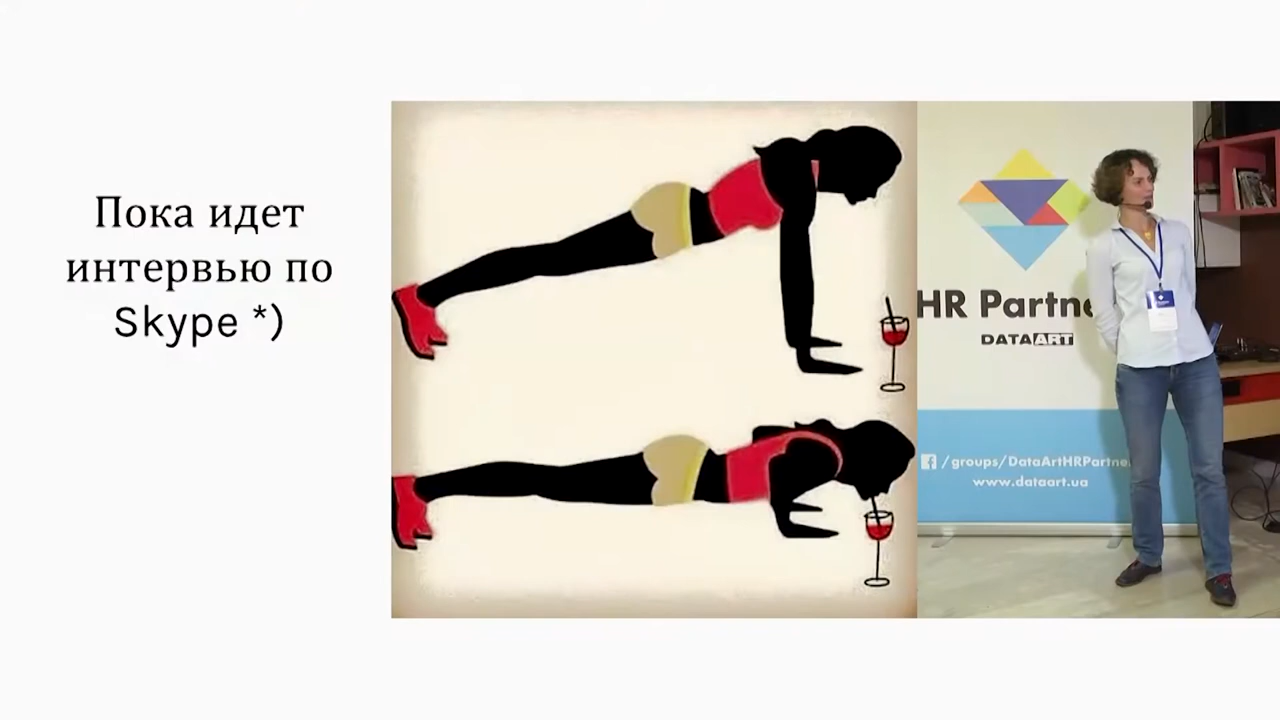 Пока идет
интервью по
Skype *)
HR Partne
DATAART
/groups/DataArtHRPartne
www.dataart.ua